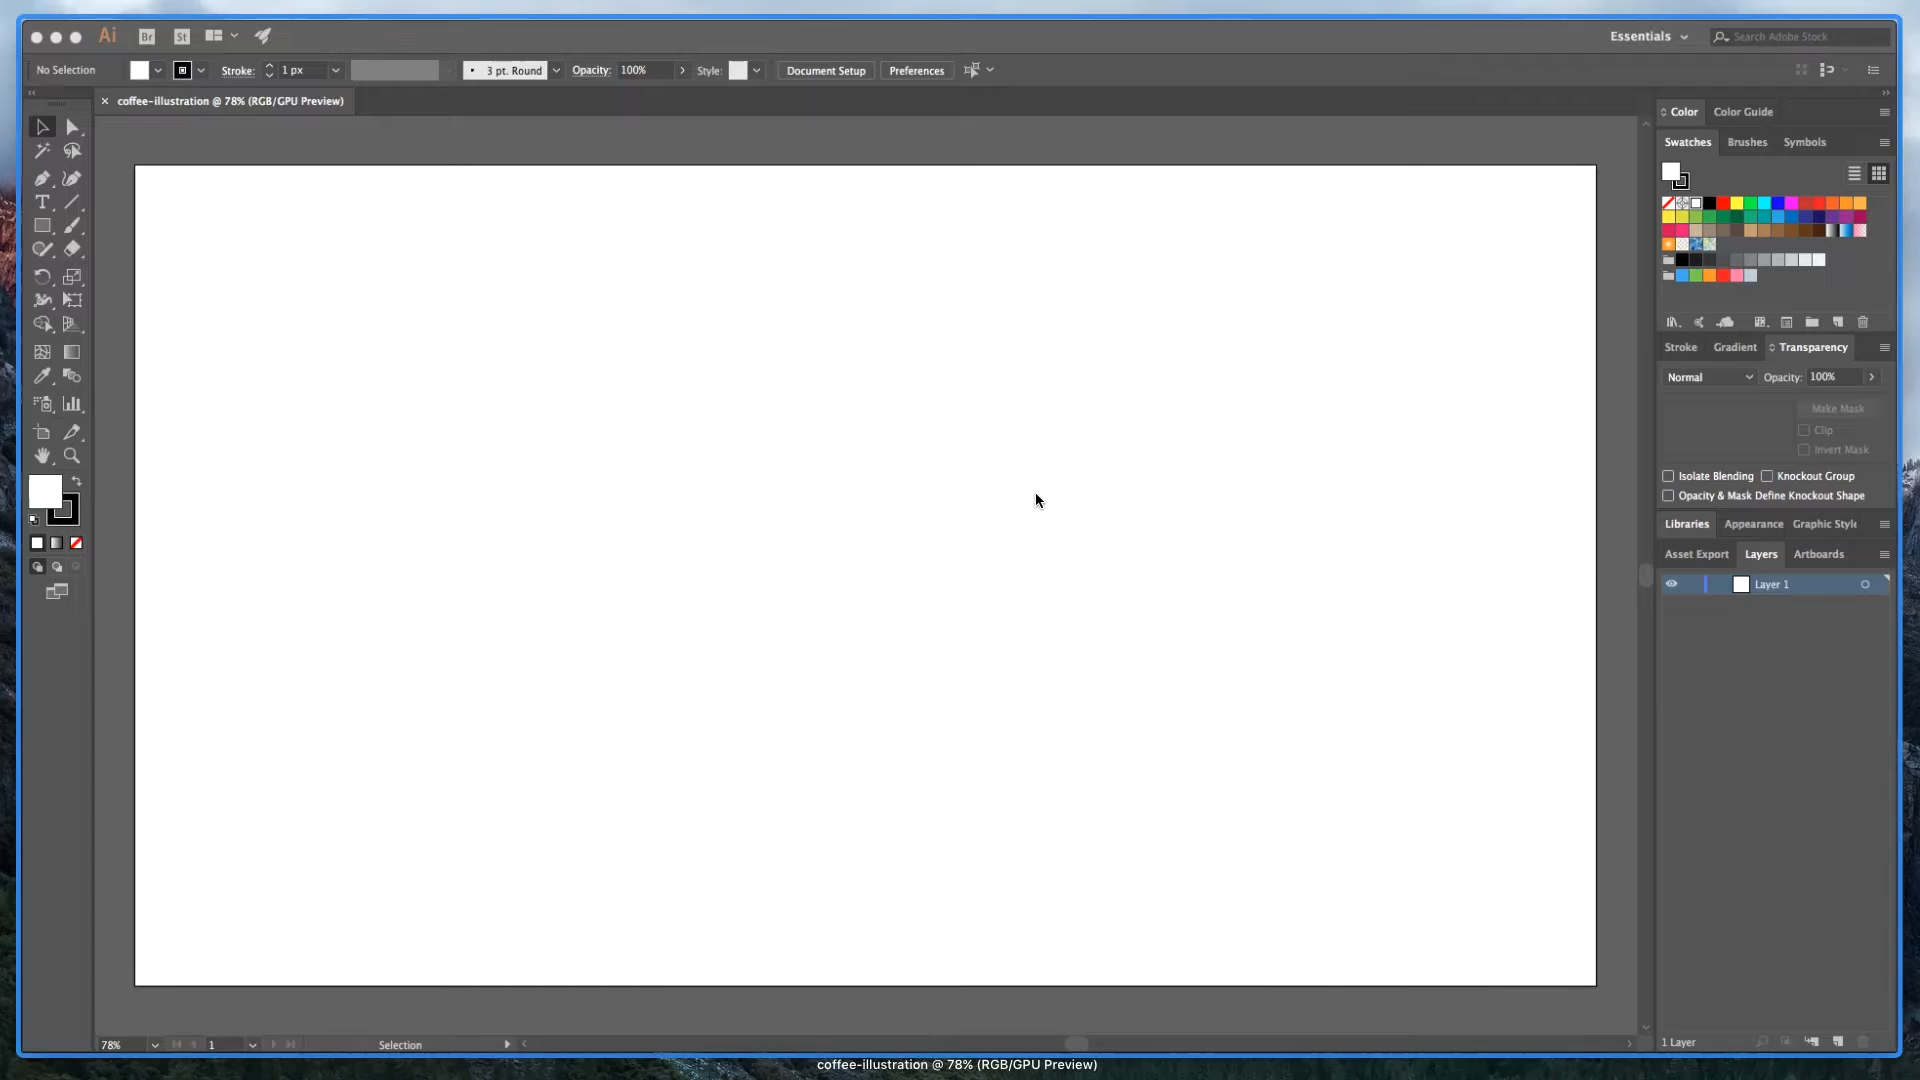 Ai Br St Essentials Search Adobe Stock
No Selection Stroke: 1 px 3 pt. Round Opacity: 100% Style: Document Setup Preferences
coffee-illustration @ 78% (RGB/GPU Preview)
Color Color Guide
Swatches Brushes Symbols
Stroke Gradient Transparency
Normal Opacity: 100%
Make Mask
Clip
Invert Mask
Isolate Blending Knockout Group
Opacity & Mask Define Knockout Shape
Libraries Appearance Graphic Style
Asset Export Layers Artboards
Layer 1
78% 1 Selection
1 Layer
coffee-illustration @ 78% (RGB/GPU Preview)